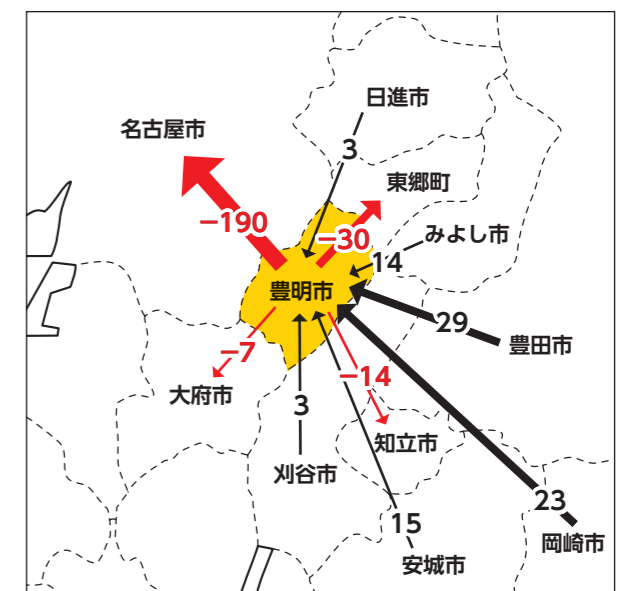 日進市
名古屋市
3
東郷町
−190
−30
みよし市
14
豊明市
29
豊田市
−7
−14
大府市
3
知立市
刈谷市
23
15
岡崎市
安城市